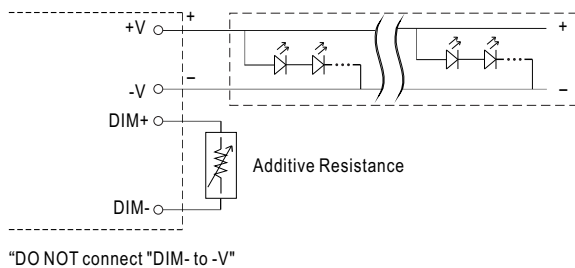 +V
+
+
-V
−
−
DIM+
Additive Resistance
DIM-
“DO NOT connect "DIM- to -V"